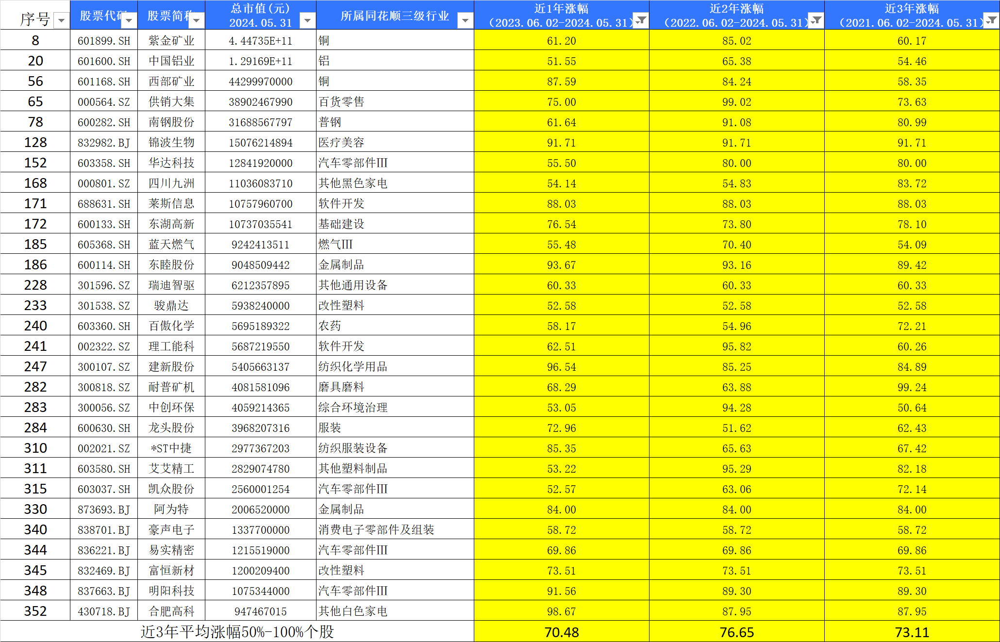 序号 股票代码 股票简称 总市值(元) 2024.05.31 所属同花顺三级行业 近1年涨幅 (2023.06.02-2024.05.31) 近2年涨幅 (2022.06.02-2024.05.31) 近3年涨幅 (2021.06.02-2024.05.31)
8 601899.SH 紫金矿业 4.44735E+11 铜 61.20 85.02 60.17
20 601600.SH 中国铝业 1.29169E+11 铝 51.55 65.38 54.46
56 601168.SH 西部矿业 44299970000 铜 87.59 84.24 58.35
65 000564.SZ 供销大集 38902467990 百货零售 75.00 99.02 73.63
78 600282.SH 南钢股份 31688567797 普钢 61.64 91.08 80.99
128 832982.BJ 锦波生物 15076214894 医疗美容 91.71 91.71 91.71
152 603358.SH 华达科技 12841920000 汽车零部件Ⅲ 55.50 80.00 80.00
168 000801.SZ 四川九洲 11036083710 其他黑色家电 54.14 54.83 83.72
171 688631.SH 莱斯信息 10757960700 软件开发 88.03 88.03 88.03
172 600133.SH 东湖高新 10737035541 基础建设 76.54 73.80 78.10
185 605368.SH 蓝天燃气 9242413511 燃气Ⅲ 55.48 70.40 54.09
186 600114.SH 东睦股份 9048509442 金属制品 93.67 93.16 89.42
228 301596.SZ 瑞迪智驱 6212357895 其他通用设备 60.33 60.33 60.33
233 301538.SZ 骏鼎达 5938240000 改性塑料 52.58 52.58 52.58
240 603360.SH 百傲化学 5695189322 农药 58.17 54.96 72.21
241 002322.SZ 理工能科 5687219550 软件开发 62.51 95.82 60.26
247 300107.SZ 建新股份 5405663137 纺织化学用品 96.54 85.25 84.89
282 300818.SZ 耐普矿机 4081581096 磨具磨料 68.29 63.88 99.24
283 300056.SZ 中创环保 4059214365 综合环境治理 53.05 94.28 50.64
284 600630.SH 龙头股份 3968207316 服装 72.96 51.62 62.43
310 002021.SZ *ST中捷 2977367203 纺织服装设备 85.35 65.63 67.42
311 603580.SH 艾艾精工 2829074780 其他塑料制品 53.22 95.29 82.18
315 603037.SH 凯众股份 2560001254 汽车零部件Ⅲ 52.57 63.06 72.14
330 873693.BJ 阿为特 2006520000 金属制品 84.00 84.00 84.00
340 838701.BJ 豪声电子 1337700000 消费电子零部件及组装 58.72 58.72 58.72
344 836221.BJ 易实精密 1215519000 汽车零部件Ⅲ 69.86 69.86 69.86
345 832469.BJ 富恒新材 1200209400 改性塑料 73.51 73.51 73.51
348 837663.BJ 明阳科技 1075344000 汽车零部件Ⅲ 91.56 89.30 89.30
352 430718.BJ 合肥高科 947467015 其他白色家电 98.67 87.95 87.95
近3年平均涨幅50%-100%个股 70.48 76.65 73.11